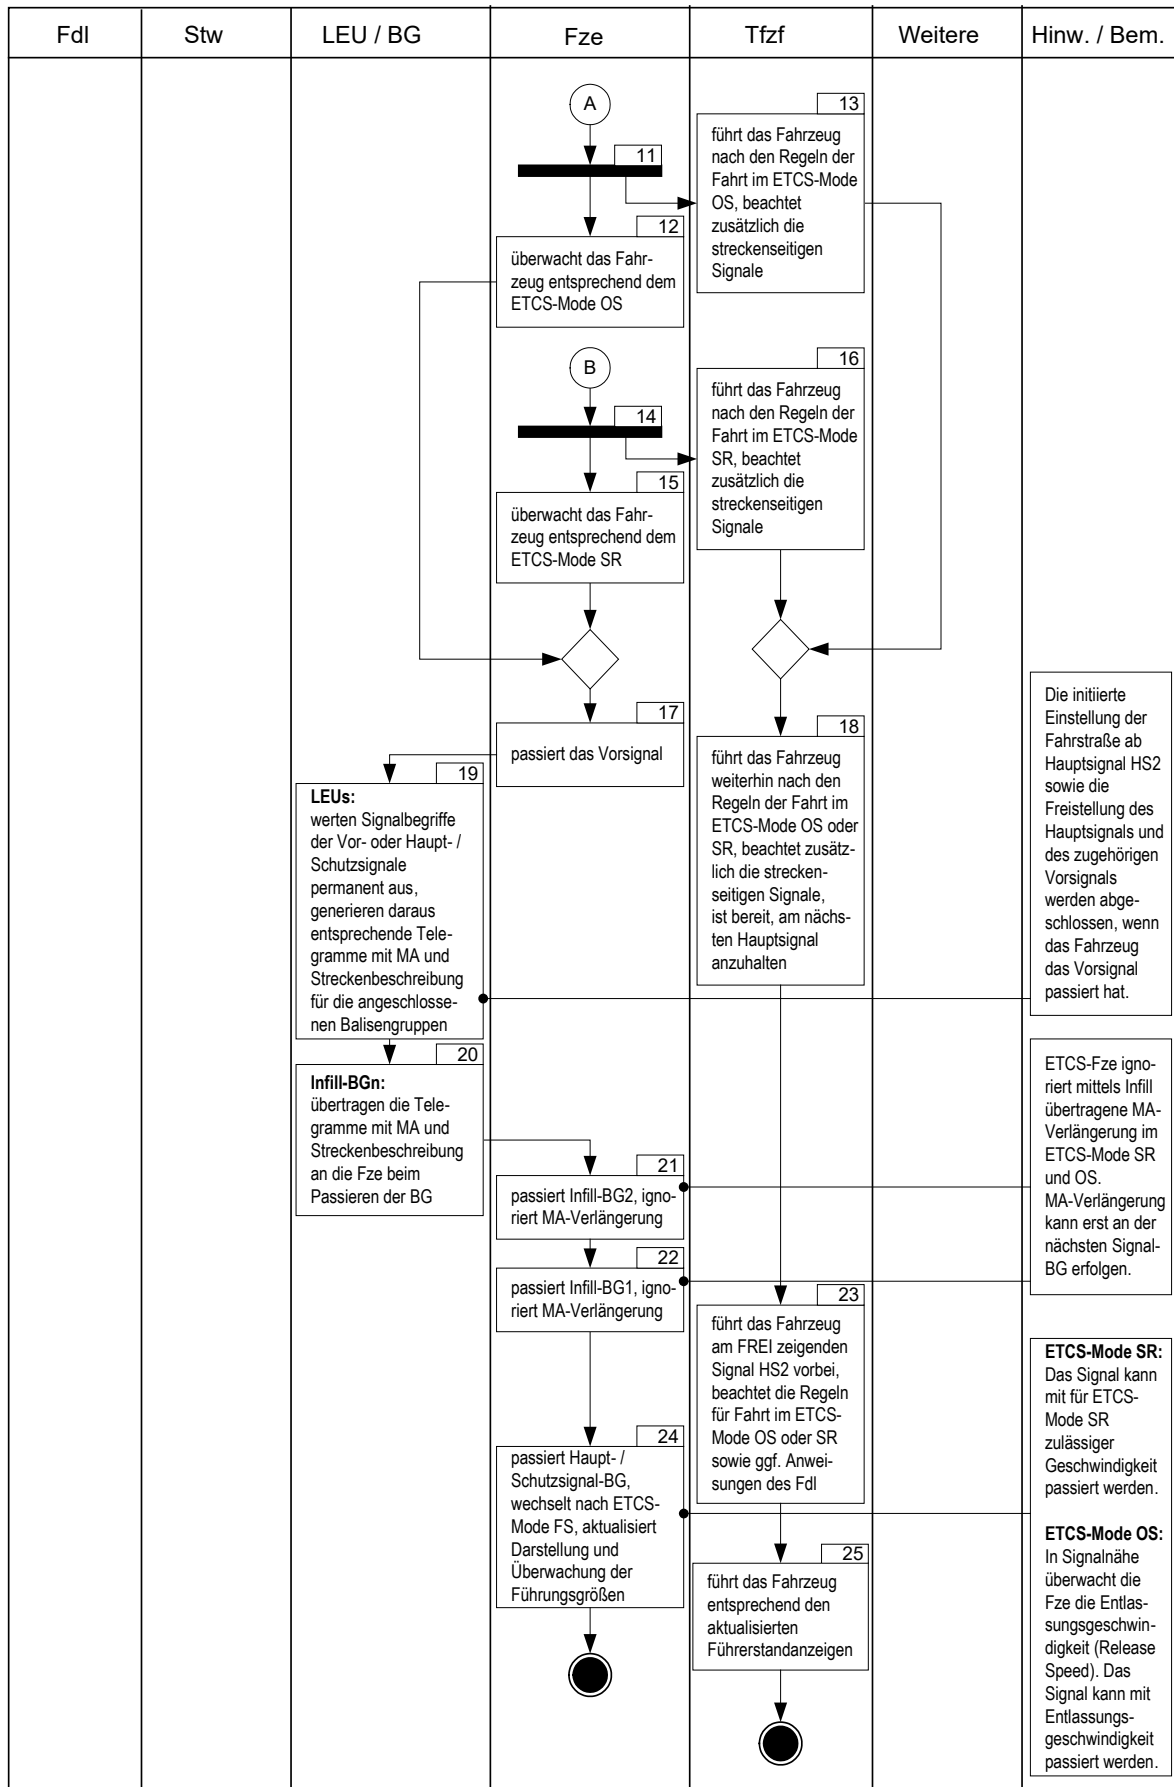 Fdl
Stw
LEU / BG
Fze
Tfzf
Weitere
Hinw. / Bem.
A
11
12
überwacht das Fahr-
zeug entsprechend dem
ETCS-Mode OS
13
führt das Fahrzeug
nach den Regeln der
Fahrt im ETCS-Mode
OS, beachtet
zusätzlich die
streckenseitigen
Signale
B
14
15
überwacht das Fahr-
zeug entsprechend dem
ETCS-Mode SR
16
führt das Fahrzeug
nach den Regeln der
Fahrt im ETCS-Mode
SR, beachtet
zusätzlich die
streckenseitigen
Signale
17
passiert das Vorsignal
18
führt das Fahrzeug
weiterhin nach den
Regeln der Fahrt im
ETCS-Mode OS oder
SR, beachtet zusätz-
lich die strecken-
seitigen Signale,
ist bereit, am nächs-
ten Hauptsignal
anzuhalten
19
LEUs:
werten Signalbegriffe
der Vor- oder Haupt- /
Schutzsignale
permanent aus,
generieren daraus
entsprechende Tele-
gramme mit MA und
Streckenbeschreibung
für die angeschlosse-
nen Balisengruppen
Die initiierte
Einstellung der
Fahrstraße ab
Hauptsignal HS2
sowie die
Freistellung des
Hauptsignals und
des zugehörigen
Vorsignals
werden abge-
schlossen, wenn
das Fahrzeug
das Vorsignal
passiert hat.
20
Infill-BGn:
übertragen die Tele-
gramme mit MA und
Streckenbeschreibung
an die Fze beim
Passieren der BG
21
passiert Infill-BG2, igno-
riert MA-Verlängerung
22
passiert Infill-BG1, igno-
riert MA-Verlängerung
ETCS-Fze igno-
riert mittels Infill
übertragene MA-
Verlängerung im
ETCS-Mode SR
und OS.
MA-Verlängerung
kann erst an der
nächsten Signal-
BG erfolgen.
23
führt das Fahrzeug
am FREI zeigenden
Signal HS2 vorbei,
beachtet die Regeln
für Fahrt im ETCS-
Mode OS oder SR
sowie ggf. Anwei-
sungen des Fdl
24
passiert Haupt- /
Schutzsignal-BG,
wechselt nach ETCS-
Mode FS, aktualisiert
Darstellung und
Überwachung der
Führungsgrößen
25
führt das Fahrzeug
entsprechend den
aktualisierten
Führerstandanzeigen
ETCS-Mode SR:
Das Signal kann
mit für ETCS-
Mode SR
zulässiger
Geschwindigkeit
passiert werden.
ETCS-Mode OS:
In Signalnähe
überwacht die
Fze die Entlas-
sungsgeschwin-
digkeit (Release
Speed). Das
Signal kann mit
Entlassungs-
geschwindigkeit
passiert werden.